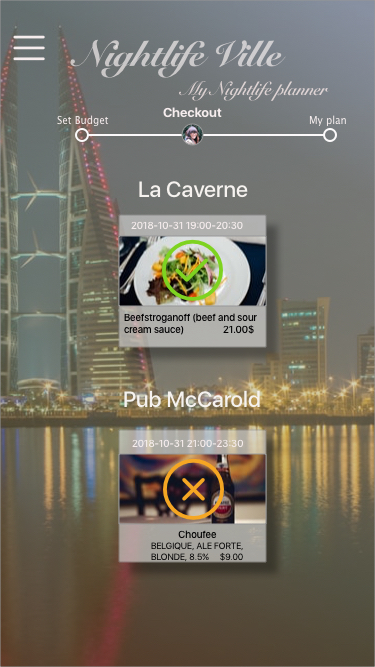 Nightlife Ville
My Nightlife planner
Checkout
Set Budget
My plan
La Caverne
2018-10-31 19:00-20:30
Beefstroganoff (beef and sour
cream sauce) 21.00$
Pub McCarold
2018-10-31 21:00-23:30
Choufee
BELGIQUE, ALE FORTE,
BLONDE, 8.5% $9.00